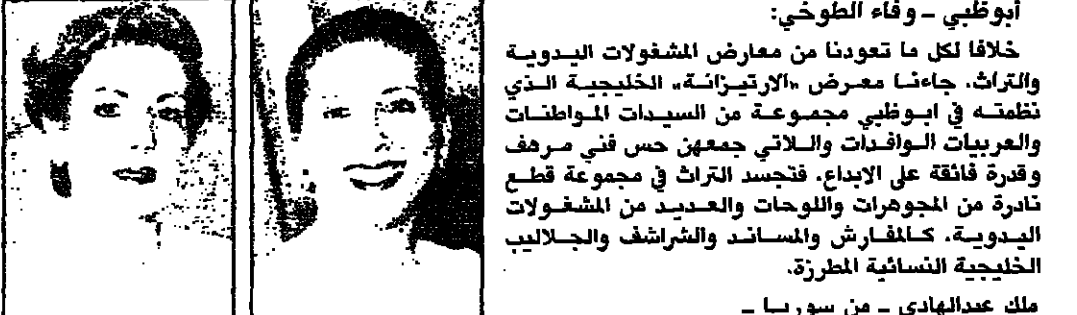 أبوظبي – وفاء الطوخي:
خلافا لكل ما تعودنا من معارض المشغولات اليدوية
والتراث، جاءنا معرض «الارتيزانة» الخليجية الذي
نظمته في ابوظبي مجموعة من السيدات المواطنات
والعربيات الوافدات واللاتي جمعهن حس فني مرهف
وقدرة فائقة على الابداع، فتجسد التراث في مجموعة قطع
نادرة من المجوهرات واللوحات والعديد من المشغولات
اليدوية، كالمفارش والمساند والشراشف والجلاليب
الخليجية النسائية المطرزة.
ملك عبدالهادي – من سوريا –